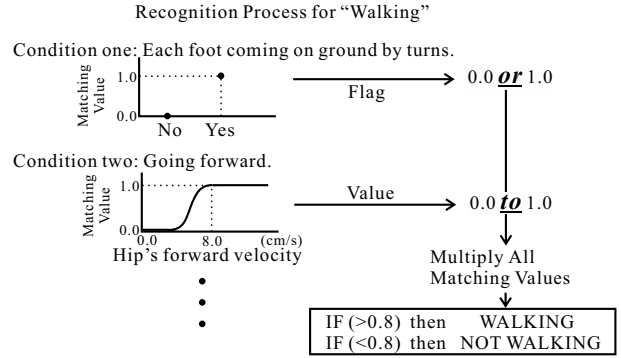 Recognition Process for “Walking”
Condition one: Each foot coming on ground by turns.
Matching
Value
1.0
0.0
No Yes
Flag
0.0 or 1.0
Condition two: Going forward.
Matching
Value
1.0
0.0
0.0 8.0 (cm/s)
Hip's forward velocity
Value
0.0 to 1.0
Multiply All
Matching Values
IF (>0.8) then WALKING
IF (<0.8) then NOT WALKING